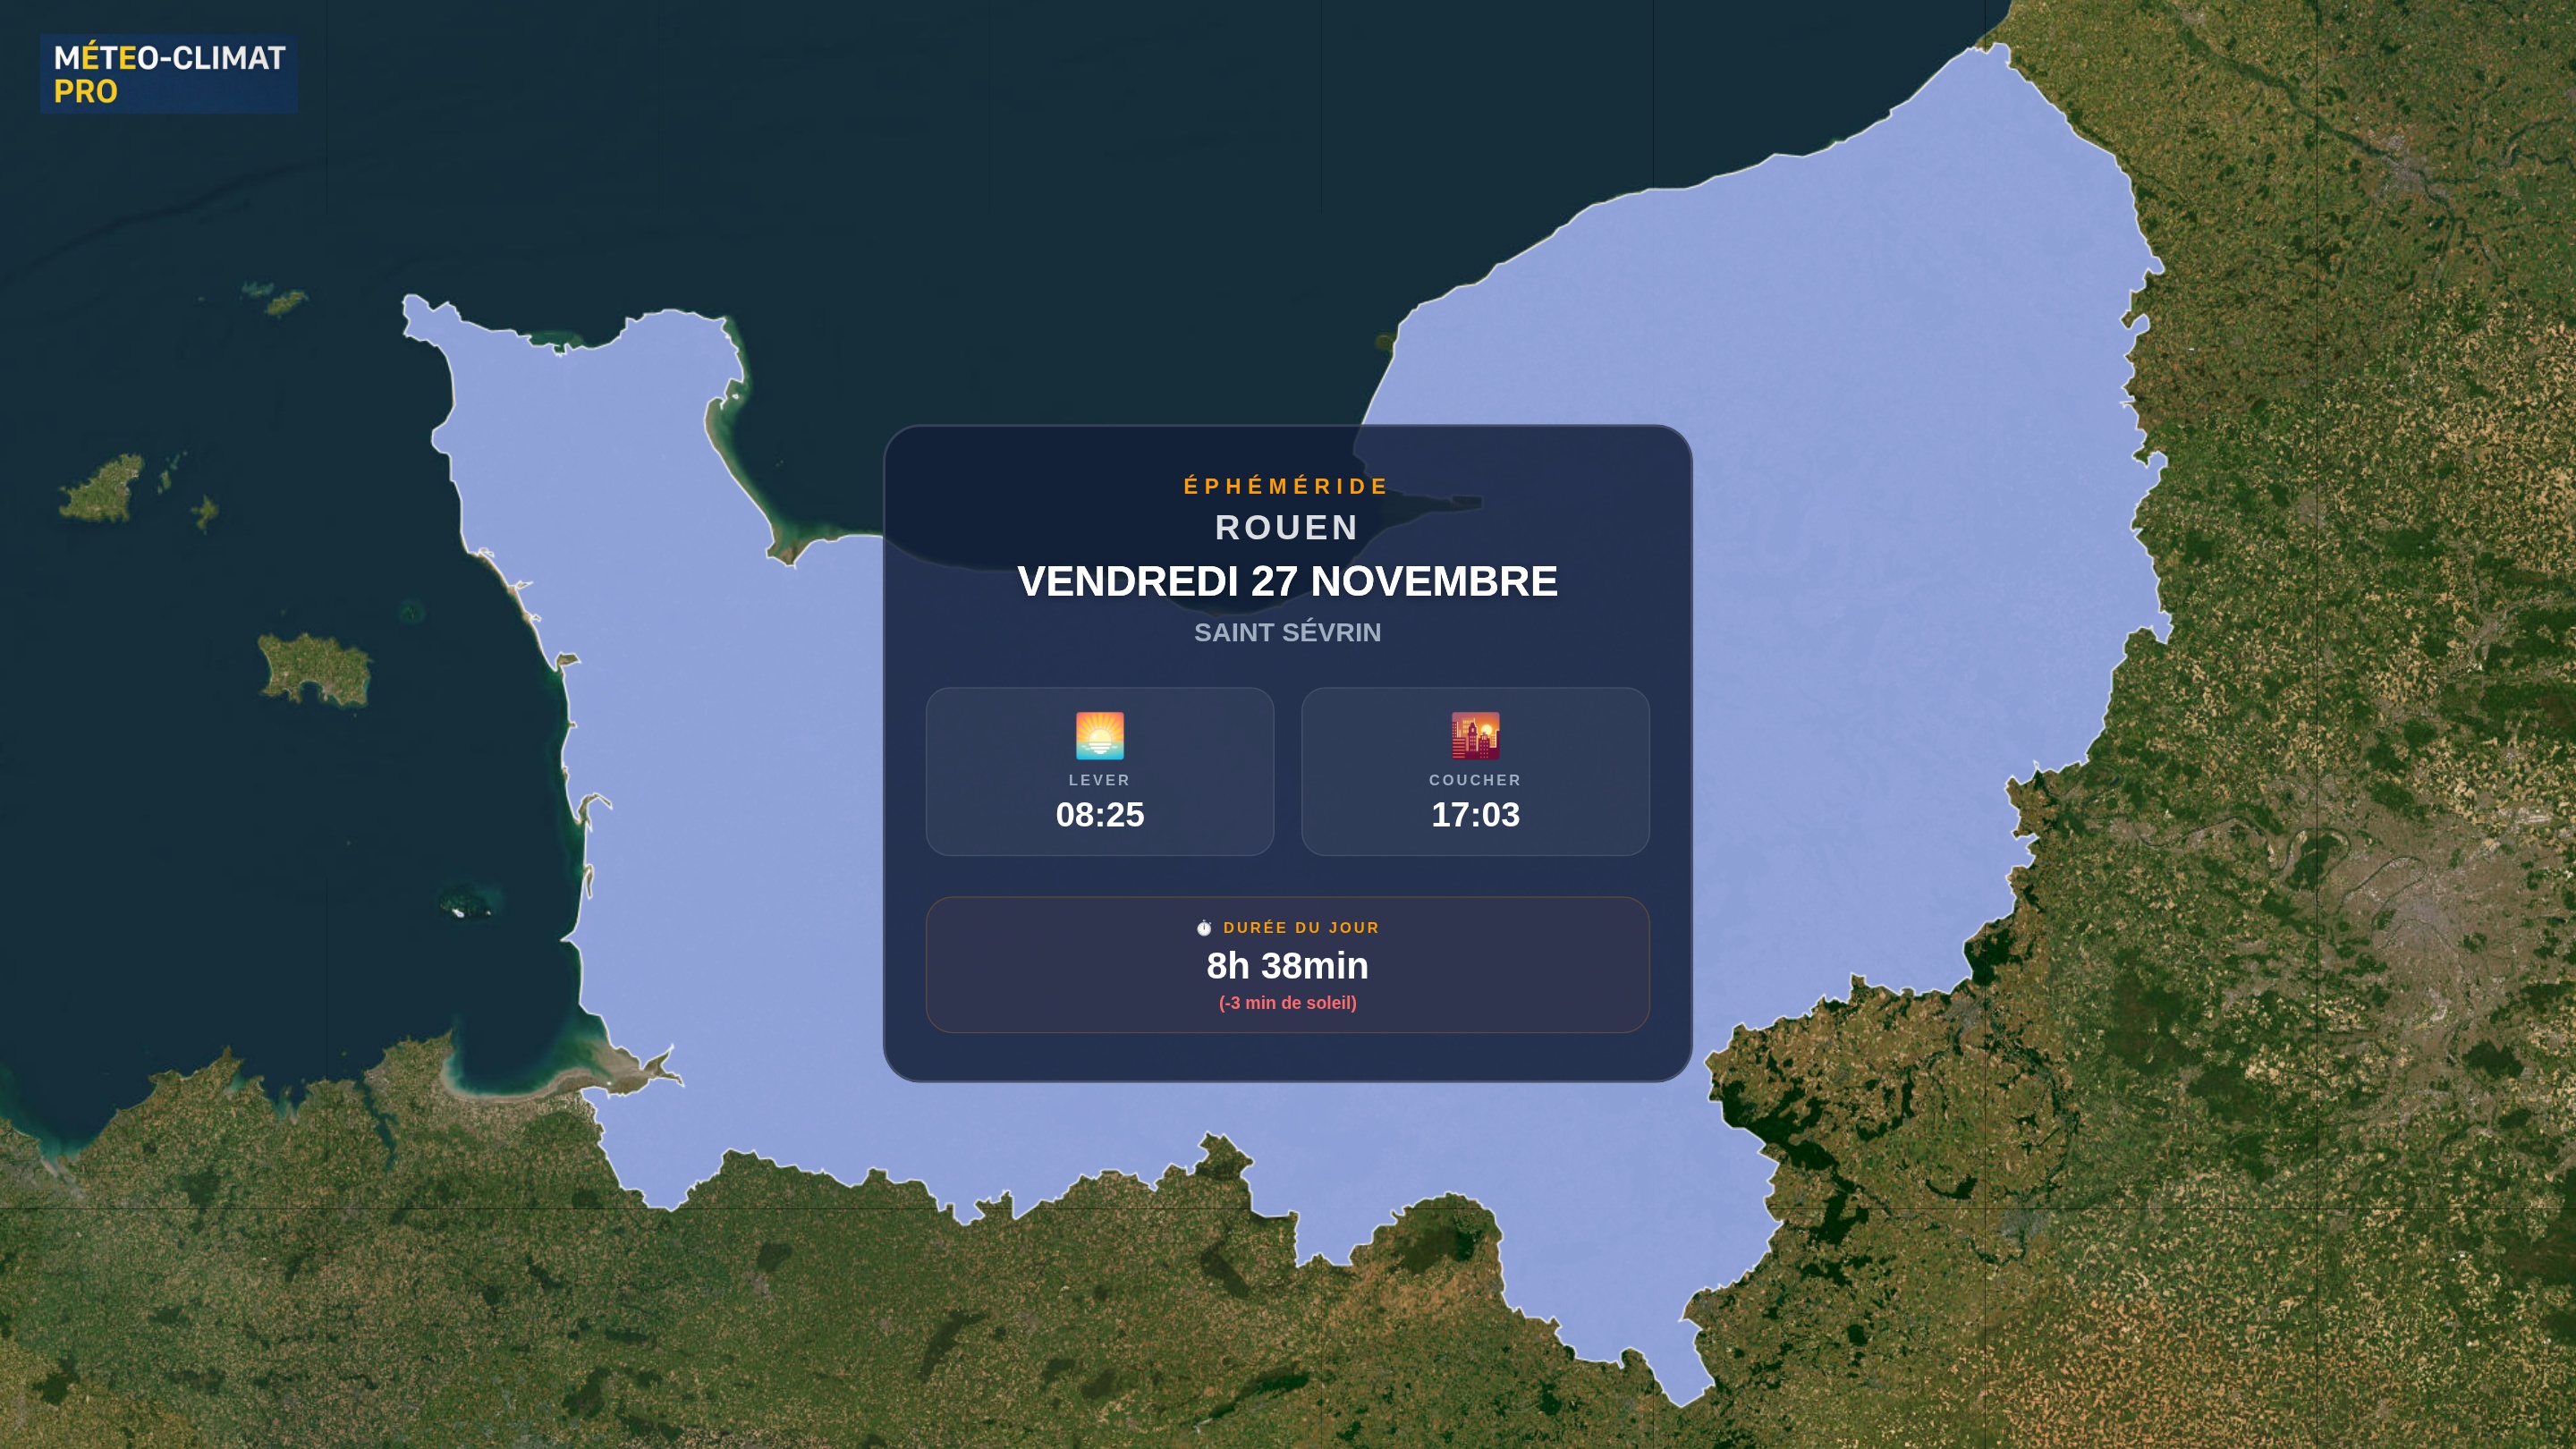 MÉTEO-CLIMAT
PRO
ÉPHÉMÉRIDE
ROUEN
VENDREDI 27 NOVEMBRE
SAINT SÉVRIN
LEVER
08:25
COUCHER
17:03
DURÉE DU JOUR
8h 38min
(-3 min de soleil)